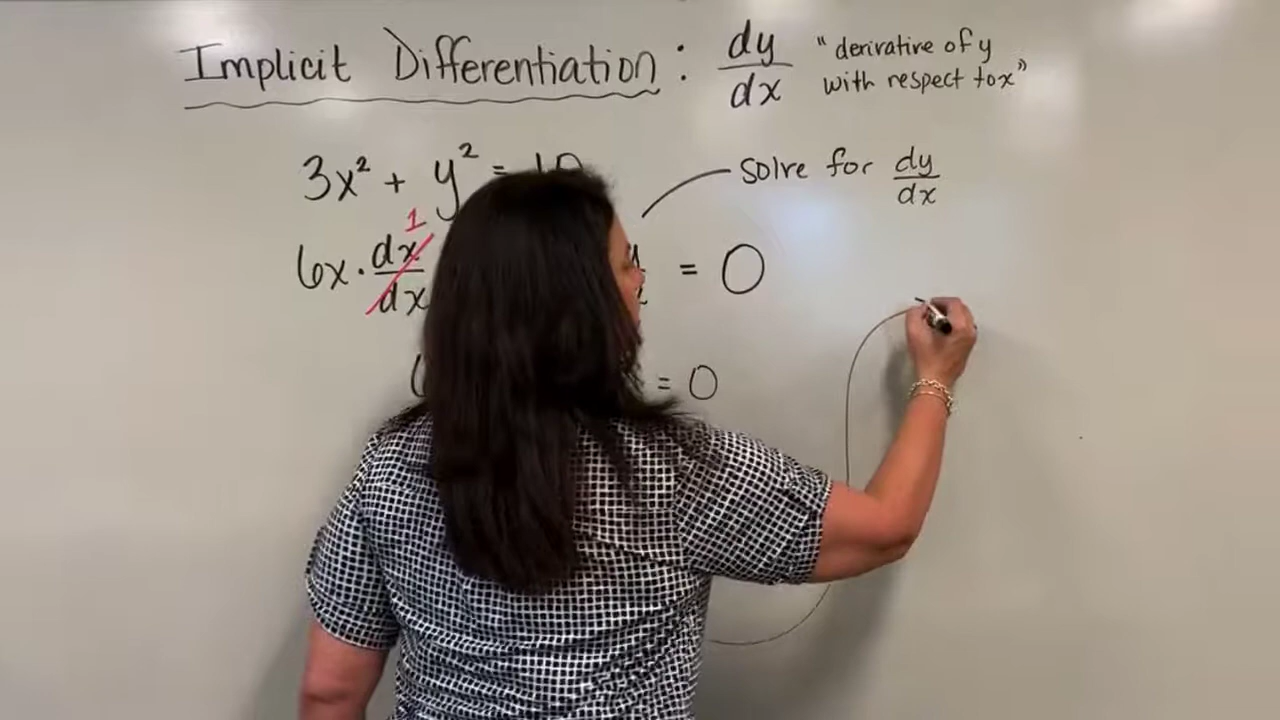 Implicit Differentiation: dy/dx "derivative of y
with respect to x"
3x² + y² = 10
solve for dy/dx
6x · dx/dx 1 = 0
= 0